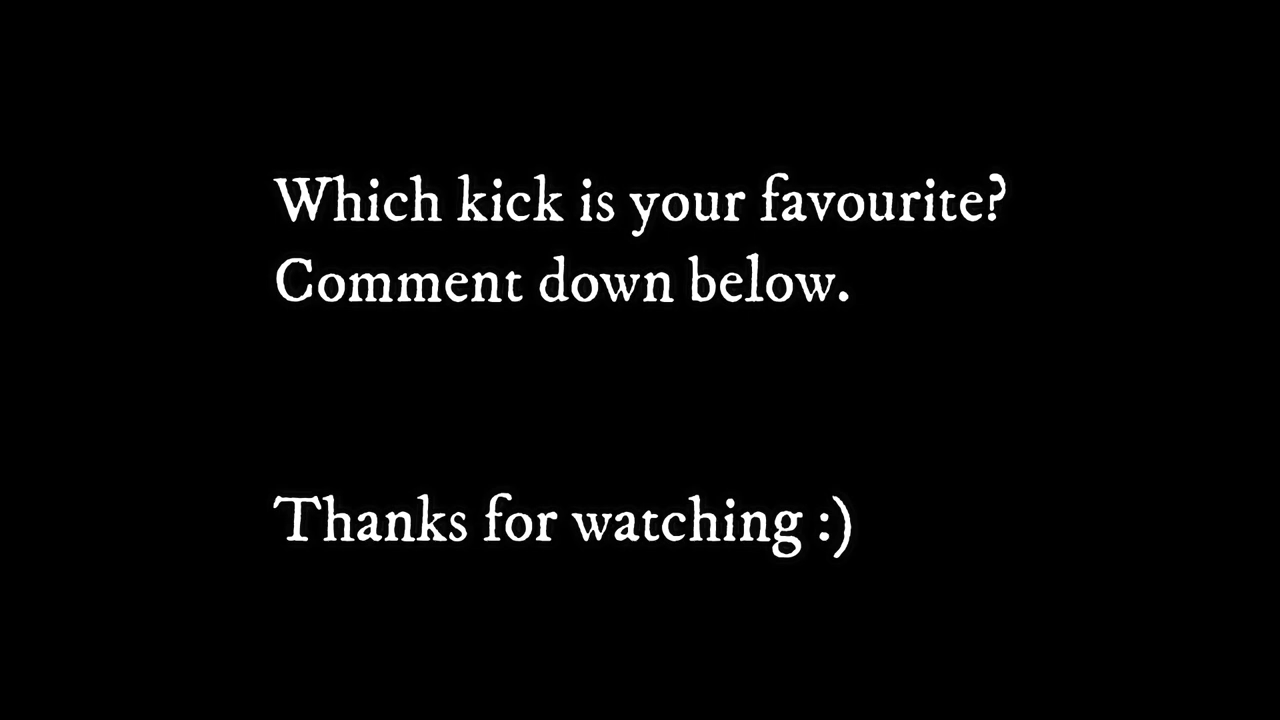 Which kick is your favourite?
Comment down below.
Thanks for watching :)